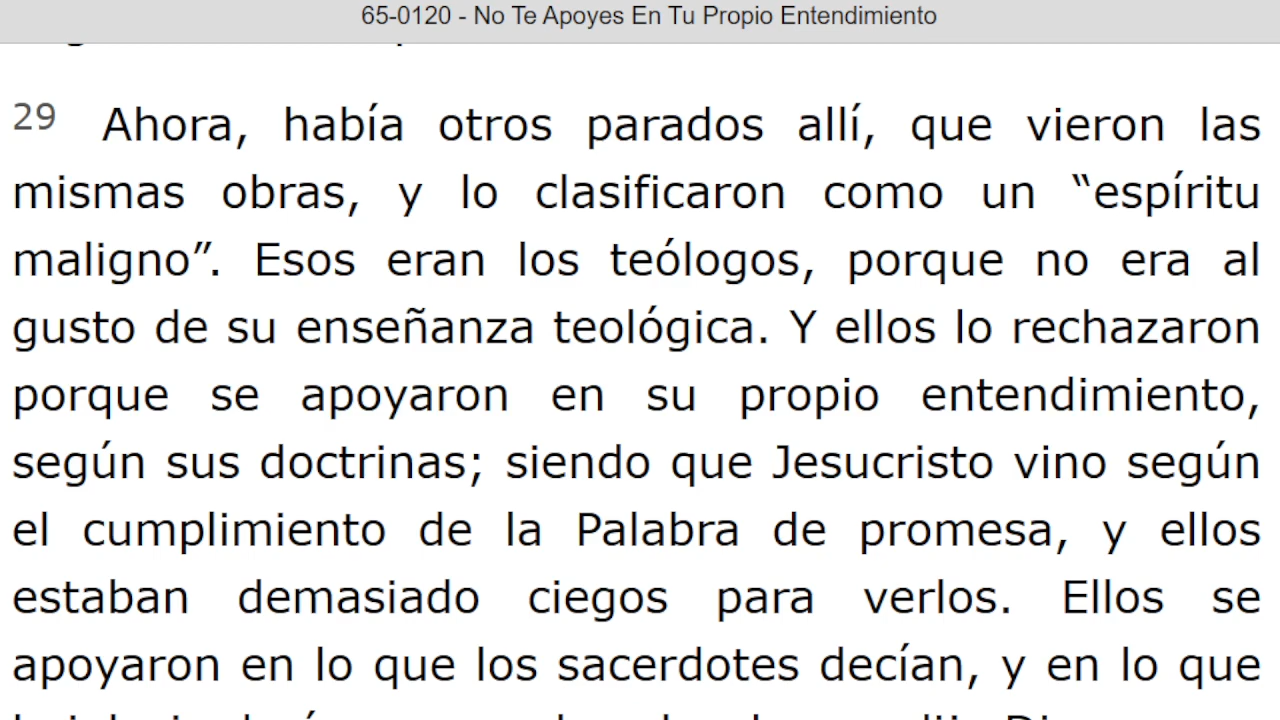 65-0120 - No Te Apoyes En Tu Propio Entendimiento
29 Ahora, había otros parados allí, que vieron las
mismas obras, y lo clasificaron como un “espíritu
maligno”. Esos eran los teólogos, porque no era al
gusto de su enseñanza teológica. Y ellos lo rechazaron
porque se apoyaron en su propio entendimiento,
según sus doctrinas; siendo que Jesucristo vino según
el cumplimiento de la Palabra de promesa, y ellos
estaban demasiado ciegos para verlos. Ellos se
apoyaron en lo que los sacerdotes decían, y en lo que